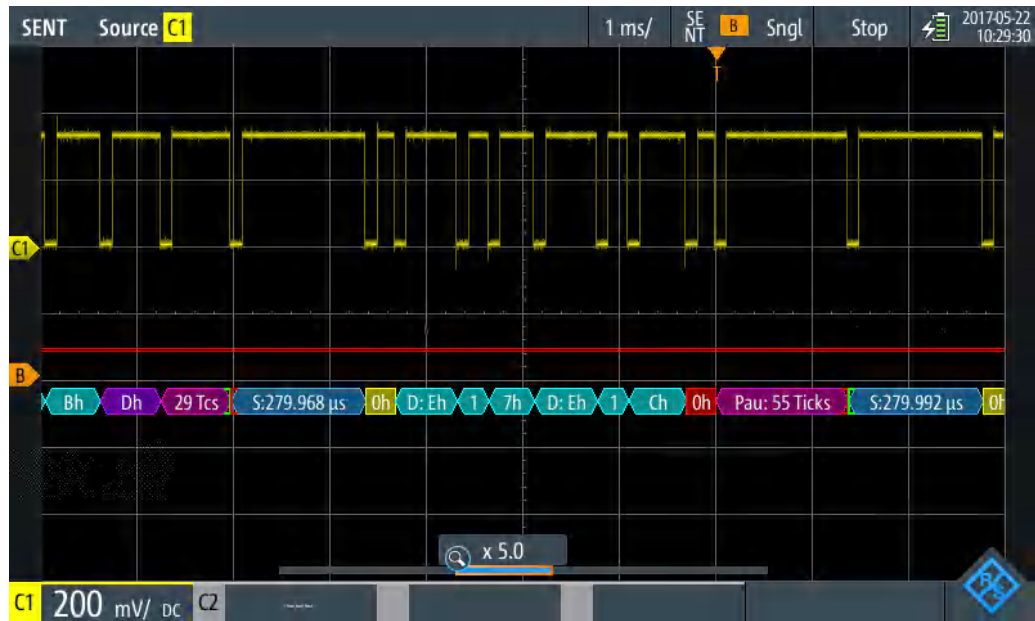 SENT Source C1 1 ms/ SE NT B Sngl Stop 2017-05-22 10:29:30
T
C1
B
Bh Dh 29 Tcs S:279.968 µs 0h D: Eh 1 7h D: Eh 1 Ch 0h Pau: 55 Ticks S:279.992 µs 0h
x 5.0
C1 200 mV/ DC C2
R S